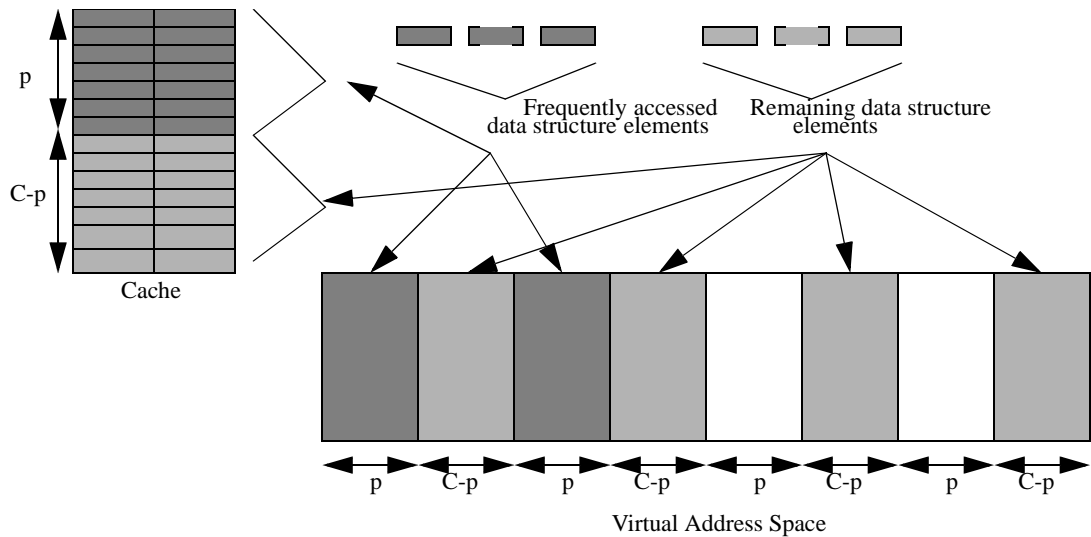 p
C-p
Cache
Frequently accessed
data structure elements
Remaining data structure
elements
p
C-p
p
C-p
p
C-p
p
C-p
Virtual Address Space